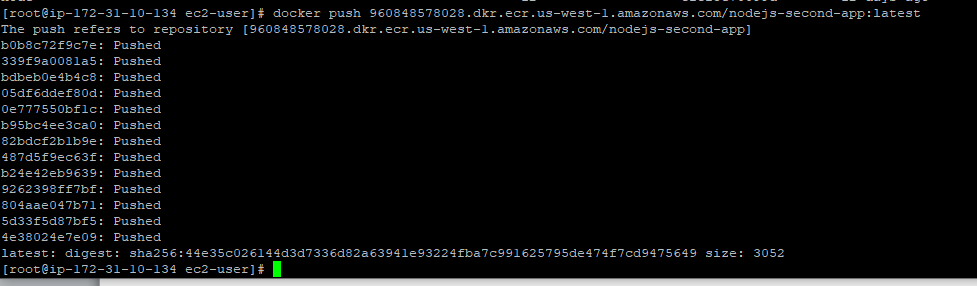 [root@ip-172-31-10-134 ec2-user]# docker push 960848578028.dkr.ecr.us-west-1.amazonaws.com/nodejs-second-app:latest
The push refers to repository [960848578028.dkr.ecr.us-west-1.amazonaws.com/nodejs-second-app]
b0b8c72f9c7e: Pushed
339f9a0081a5: Pushed
bdbeb0e4b4c8: Pushed
05df6ddef80d: Pushed
0e777550bf1c: Pushed
b95bc4ee3ca0: Pushed
82bdcf2b1b9e: Pushed
487d5f9ec63f: Pushed
b24e42eb9639: Pushed
9262398ff7bf: Pushed
804aae047b71: Pushed
5d33f5d87bf5: Pushed
4e38024e7e09: Pushed
latest: digest: sha256:44e35c026144d3d7336d82a63941e93224fba7c991625795de474f7cd9475649 size: 3052
[root@ip-172-31-10-134 ec2-user]#